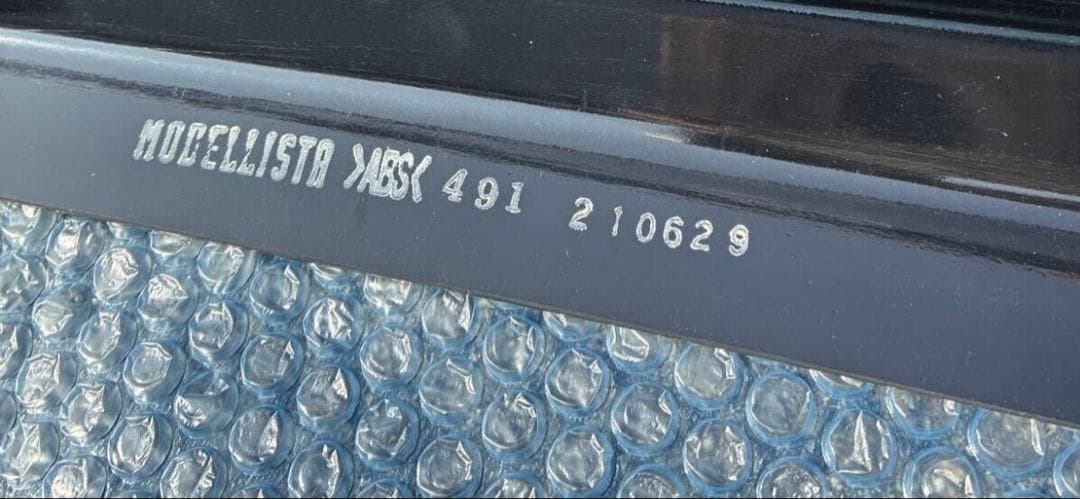 MODELLISTA >ABS< 491 210629